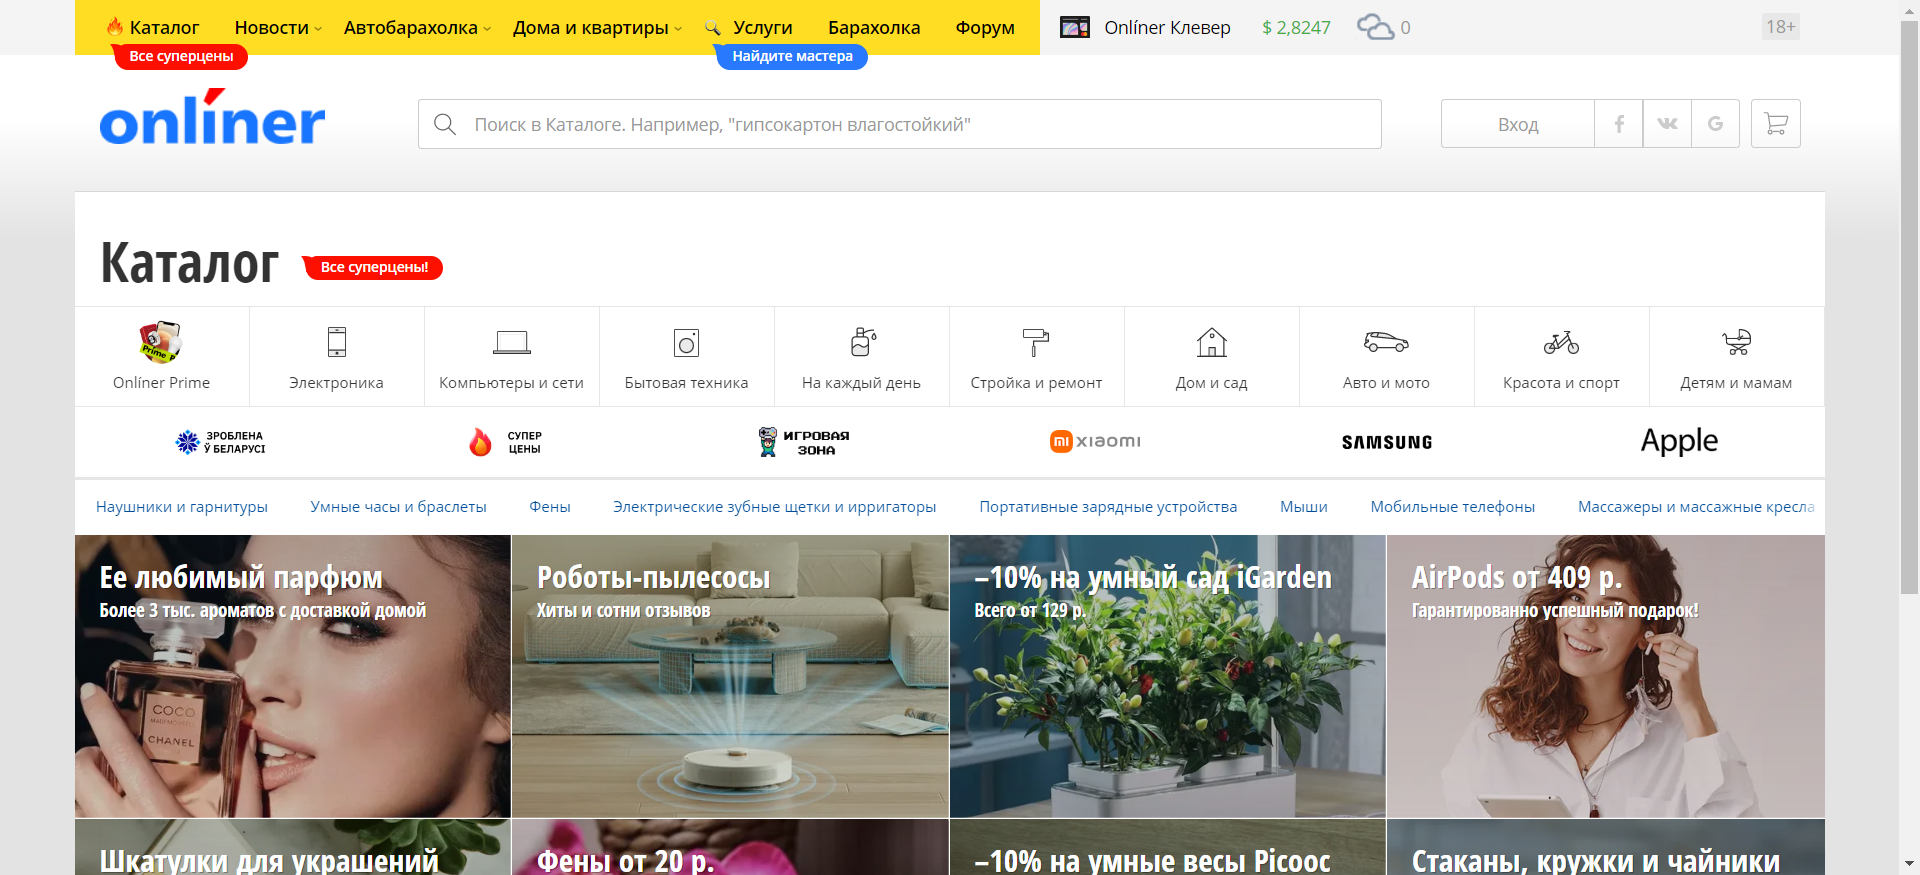 Каталог Новости Автобарахолка Дома и квартиры Услуги Барахолка Форум Onlíner Клевер $ 2,8247 0 18+
Все суперцены Найдите мастера
onlíner
Поиск в Каталоге. Например, "гипсокартон влагостойкий"
Вход
Каталог Все суперцены!
Prime
Onlíner Prime Электроника Компьютеры и сети Бытовая техника На каждый день Стройка и ремонт Дом и сад Авто и мото Красота и спорт Детям и мамам
ЗРОБЛЕНА
Ў БЕЛАРУСІ
СУПЕР
ЦЕНЫ
ИГРОВАЯ
ЗОНА
mi xiaomi
SAMSUNG
Apple
Наушники и гарнитуры Умные часы и браслеты Фены Электрические зубные щетки и ирригаторы Портативные зарядные устройства Мыши Мобильные телефоны Массажеры и массажные кресла
Ее любимый парфюм
Более 3 тыс. ароматов с доставкой домой
COCO
MADEMOISELLE
CHANEL
Роботы-пылесосы
Хиты и сотни отзывов
–10% на умный сад iGarden
Всего от 129 р.
AirPods от 409 р.
Гарантированно успешный подарок!
Шкатулки для украшений
Фены от 20 р.
–10% на умные весы Picooc
Стаканы, кружки и чайники